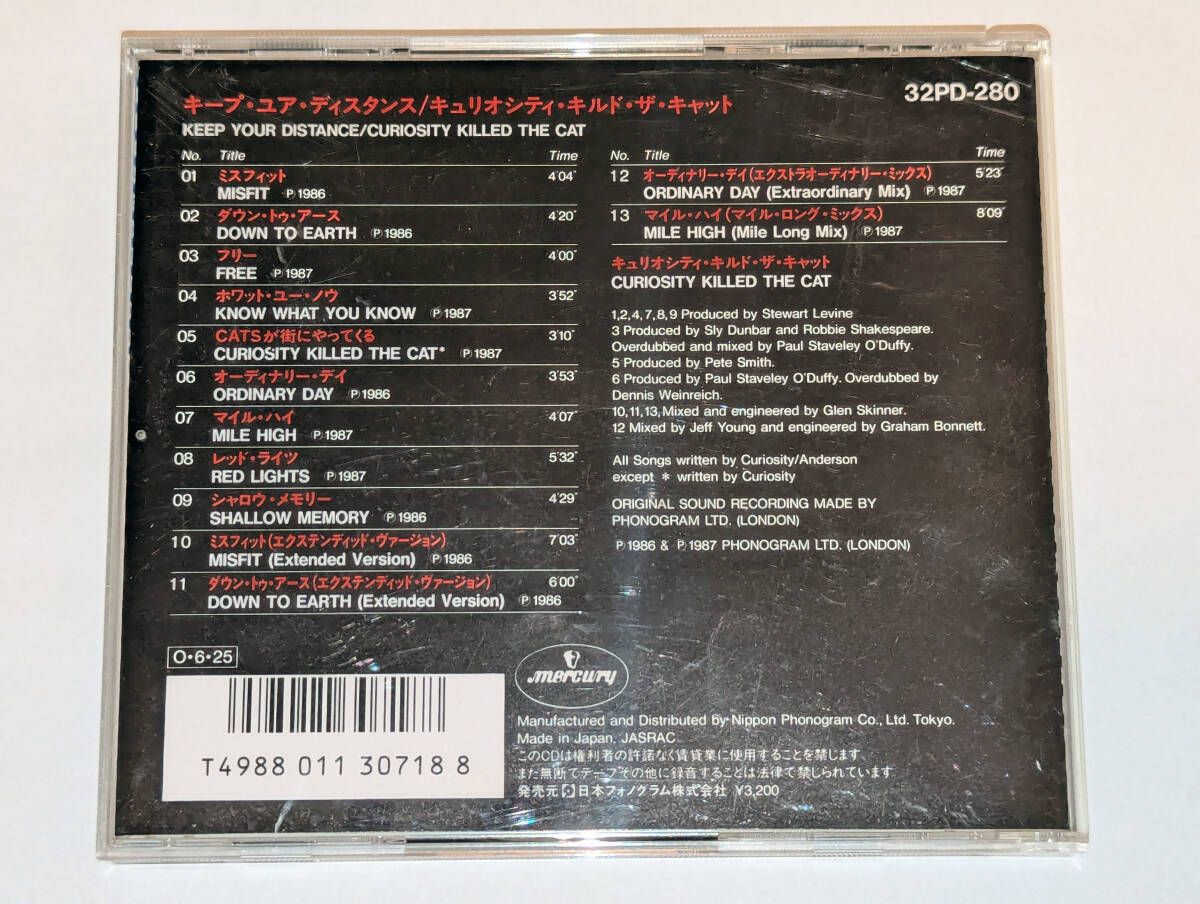 キープ・ユア・ディスタンス/キュリオシティ・キルド・ザ・キャット
KEEP YOUR DISTANCE/CURIOSITY KILLED THE CAT
32PD-280
No. Title Time
01 ミスフィット 4'04"
MISFIT Ⓟ1986
02 ダウン・トゥ・アース 4'20"
DOWN TO EARTH Ⓟ1986
03 フリー 4'00"
FREE Ⓟ1987
04 ホワット・ユー・ノウ 3'52"
KNOW WHAT YOU KNOW Ⓟ1987
05 CATSが街にやってくる 3'10"
CURIOSITY KILLED THE CAT* Ⓟ1987
06 オーディナリー・デイ 3'53"
ORDINARY DAY Ⓟ1986
07 マイル・ハイ 4'07"
MILE HIGH Ⓟ1987
08 レッド・ライツ 5'32"
RED LIGHTS Ⓟ1987
09 シャロウ・メモリー 4'29"
SHALLOW MEMORY Ⓟ1986
10 ミスフィット(エクステンディッド・ヴァージョン) 7'03"
MISFIT (Extended Version) Ⓟ1986
11 ダウン・トゥ・アース(エクステンディッド・ヴァージョン) 6'00"
DOWN TO EARTH (Extended Version) Ⓟ1986
No. Title Time
12 オーディナリー・デイ(エクストラオーディナリー・ミックス) 5'23"
ORDINARY DAY (Extraordinary Mix) Ⓟ1987
13 マイル・ハイ(マイル・ロング・ミックス) 8'09"
MILE HIGH (Mile Long Mix) Ⓟ1987
キュリオシティ・キルド・ザ・キャット
CURIOSITY KILLED THE CAT
1,2,4,7,8,9 Produced by Stewart Levine
3 Produced by Sly Dunbar and Robbie Shakespeare.
Overdubbed and mixed by Paul Staveley O'Duffy.
5 Produced by Pete Smith.
6 Produced by Paul Staveley O'Duffy. Overdubbed by
Dennis Weinreich.
10,11,13, Mixed and engineered by Glen Skinner.
12 Mixed by Jeff Young and engineered by Graham Bonnett.
All Songs written by Curiosity/Anderson
except * written by Curiosity
ORIGINAL SOUND RECORDING MADE BY
PHONOGRAM LTD. (LONDON)
Ⓟ1986 & Ⓟ1987 PHONOGRAM LTD. (LONDON)
O・6・25
T4988 011 30718 8
mercury
Manufactured and Distributed by Nippon Phonogram Co., Ltd. Tokyo.
Made in Japan. JASRAC
このCDは権利者の許諾なく賃貸業に使用することを禁じます
また無断でテープその他に録音することは法律で禁じられています
発売元 日本フォノグラム株式会社 ¥3,200